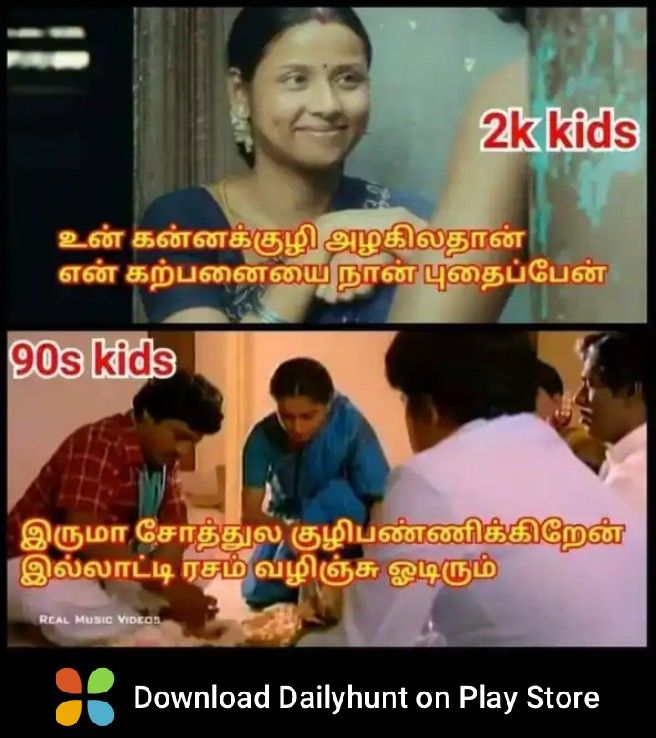 2k kids
உன் கன்னக்குழி அழகிலதான்
என் கற்பனையை நான் புதைப்பேன்
90s kids
இருமா சோத்துல குழிபண்ணிக்கிறேன்
இல்லாட்டி ரசம் வழிஞ்சு ஓடிரும்
REAL MUSIC VIDEOS
Download Dailyhunt on Play Store